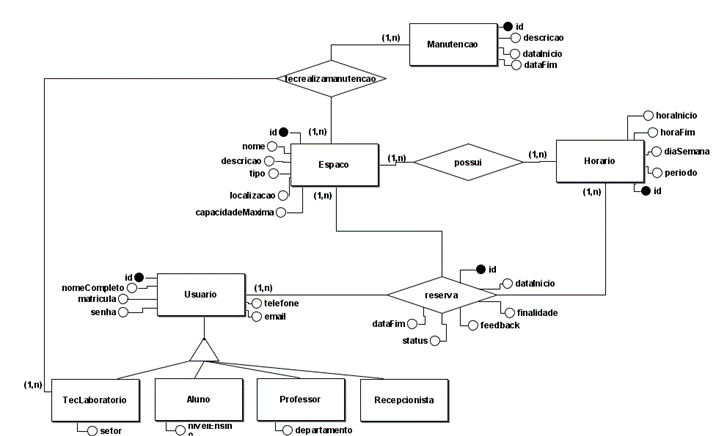 id
(1,n)
Manutencao
descricao
dataInicio
dataFim
tecrealizamanutencao
horaInicio
id
(1,n)
horaFim
nome
descricao
Espaco
(1,n)
possui
(1,n)
Horario
diaSemana
tipo
periodo
localizacao
(1,n)
(1,n)
id
capacidadeMaxima
id
id
nomeCompleto
(1,n)
dataInicio
matricula
Usuario
telefone
reserva
senha
email
finalidade
dataFim
feedback
status
(1,n)
TecLaboratorio
Aluno
Professor
Recepcionista
setor
departamento